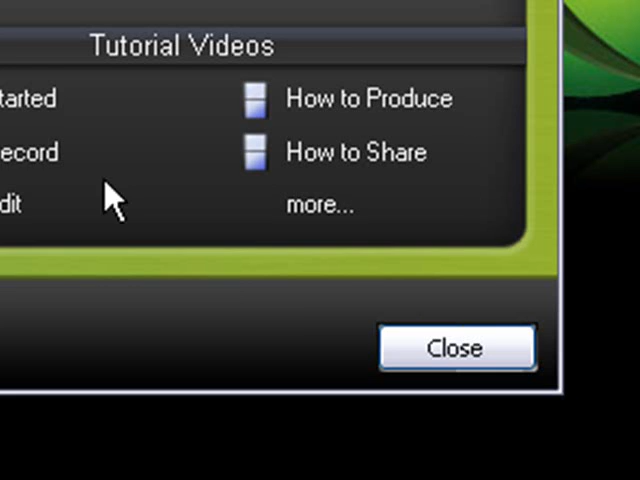 Tutorial Videos
tarted How to Produce
ecord How to Share
dit more...
Close